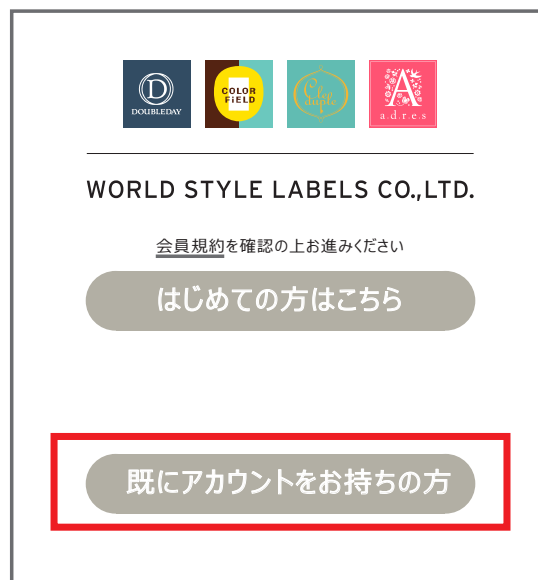 D
DOUBLEDAY
COLOR
FiELD
Clé
duple
A
a.d.r.e.s
WORLD STYLE LABELS CO.,LTD.
会員規約を確認の上お進みください
はじめての方はこちら
既にアカウントをお持ちの方